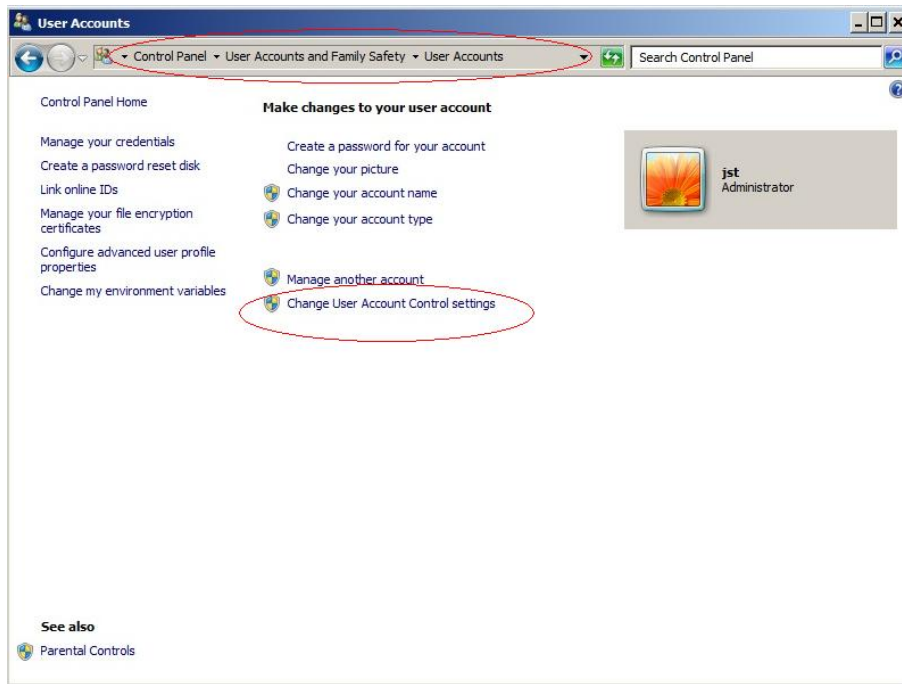 User Accounts
Control Panel User Accounts and Family Safety User Accounts
Search Control Panel
Control Panel Home
Manage your credentials
Create a password reset disk
Link online IDs
Manage your file encryption
certificates
Configure advanced user profile
properties
Change my environment variables
Make changes to your user account
Create a password for your account
Change your picture
Change your account name
Change your account type
Manage another account
Change User Account Control settings
jst
Administrator
See also
Parental Controls